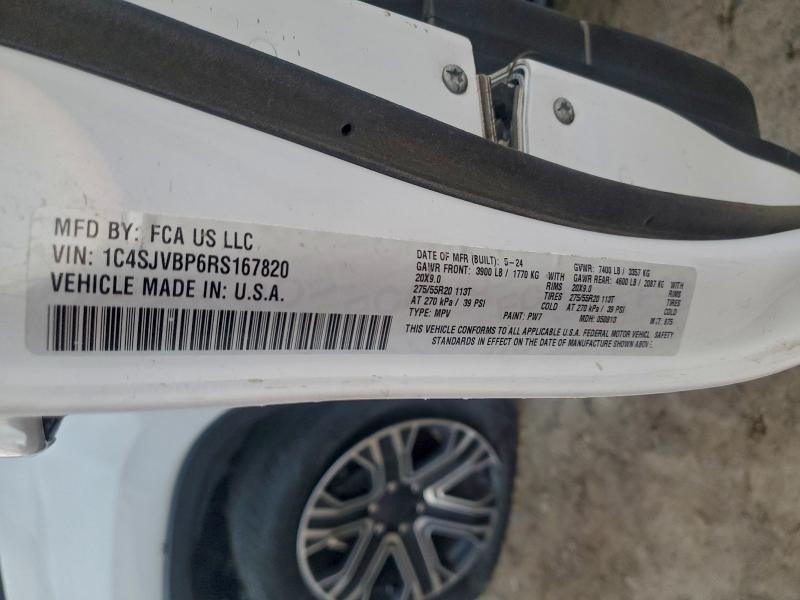 MFD BY: FCA US LLC
VIN: 1C4SJVBP6RS167820
VEHICLE MADE IN: U.S.A.
DATE OF MFR (BUILT): 5-24 GVWR: 7400 LB / 3357 KG
GAWR FRONT: 3900 LB / 1770 KG WITH GAWR REAR: 4600 LB / 2087 KG WITH
20X9.0 RIMS 20X9.0 RIMS
275/55R20 113T TIRES 275/55R20 113T TIRES
AT 270 kPa / 39 PSI COLD AT 270 kPa / 39 PSI COLD
TYPE: MPV PAINT: PW7 MDH: 050813
THIS VEHICLE CONFORMS TO ALL APPLICABLE U.S.A. FEDERAL MOTOR VEHICLE SAFETY
STANDARDS IN EFFECT ON THE DATE OF MANUFACTURE SHOWN ABOVE.